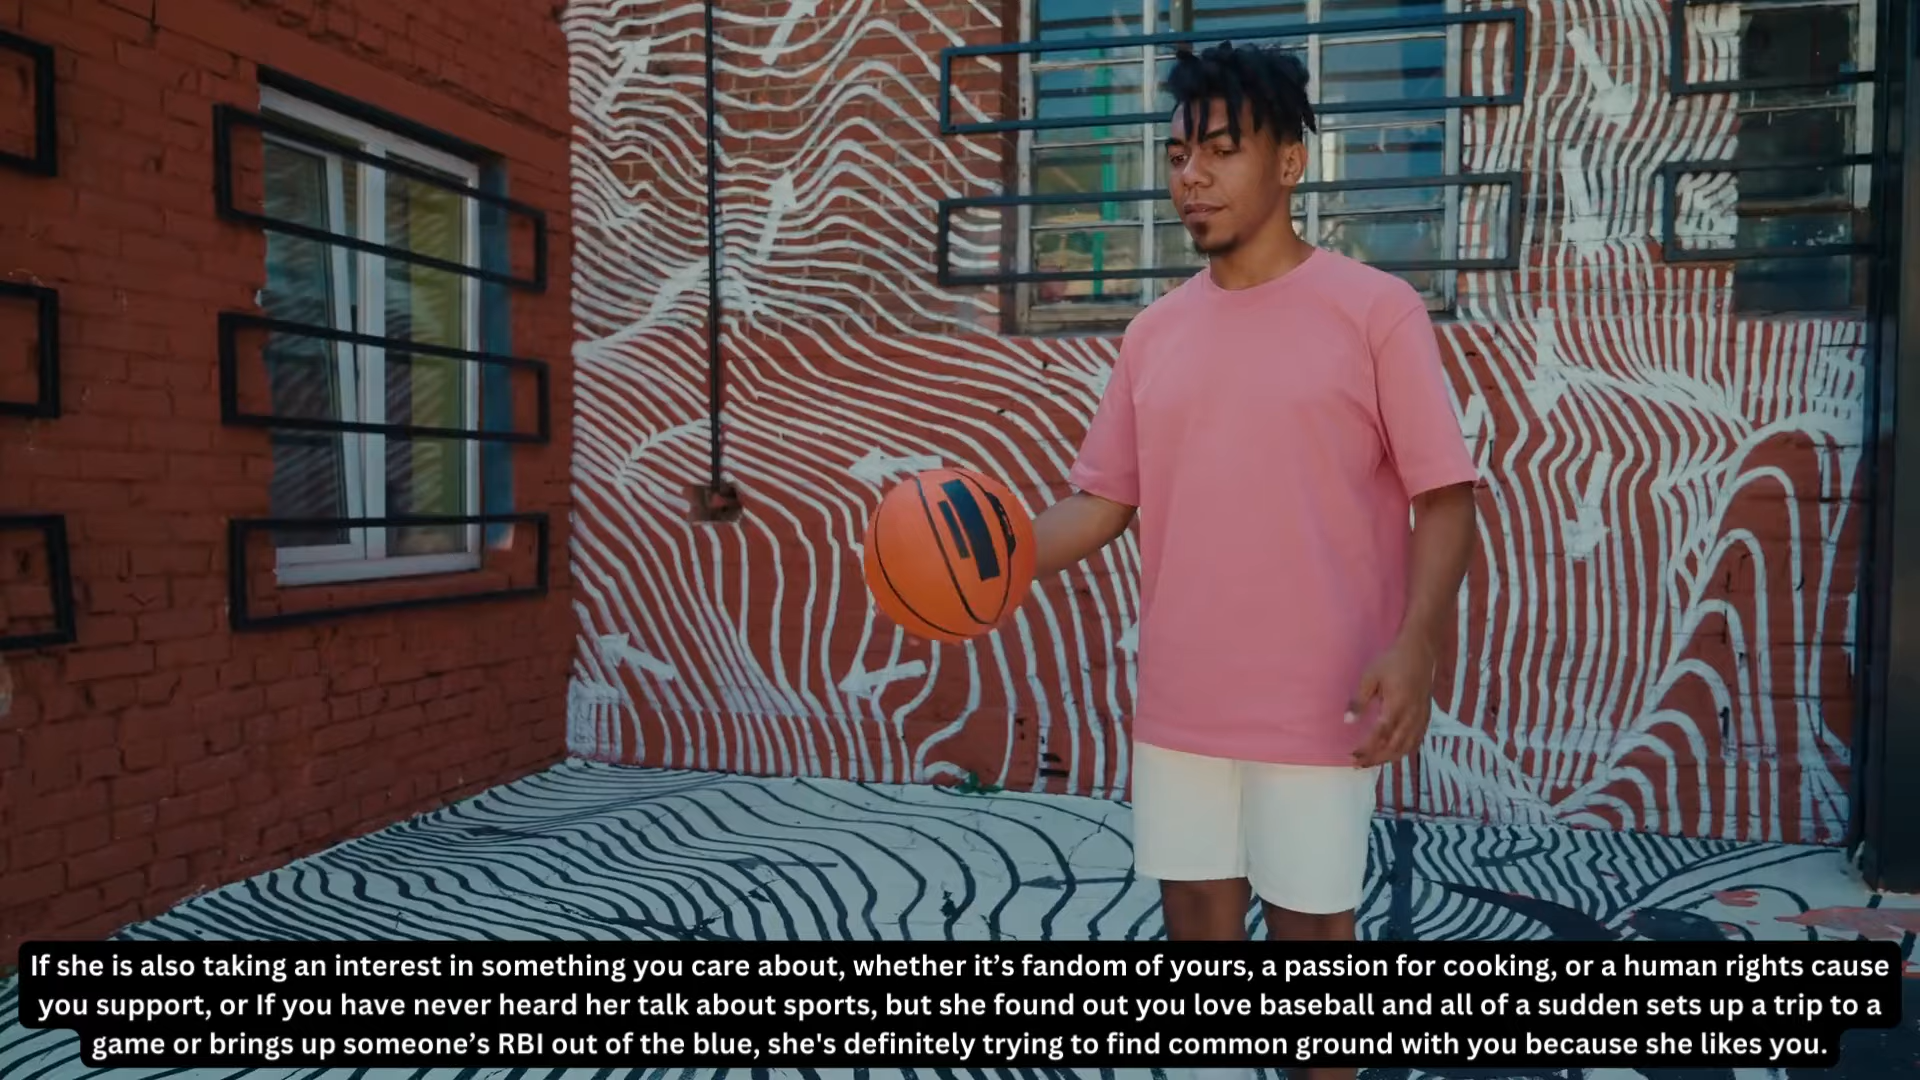 If she is also taking an interest in something you care about, whether it’s fandom of yours, a passion for cooking, or a human rights cause
you support, or If you have never heard her talk about sports, but she found out you love baseball and all of a sudden sets up a trip to a
game or brings up someone’s RBI out of the blue, she's definitely trying to find common ground with you because she likes you.